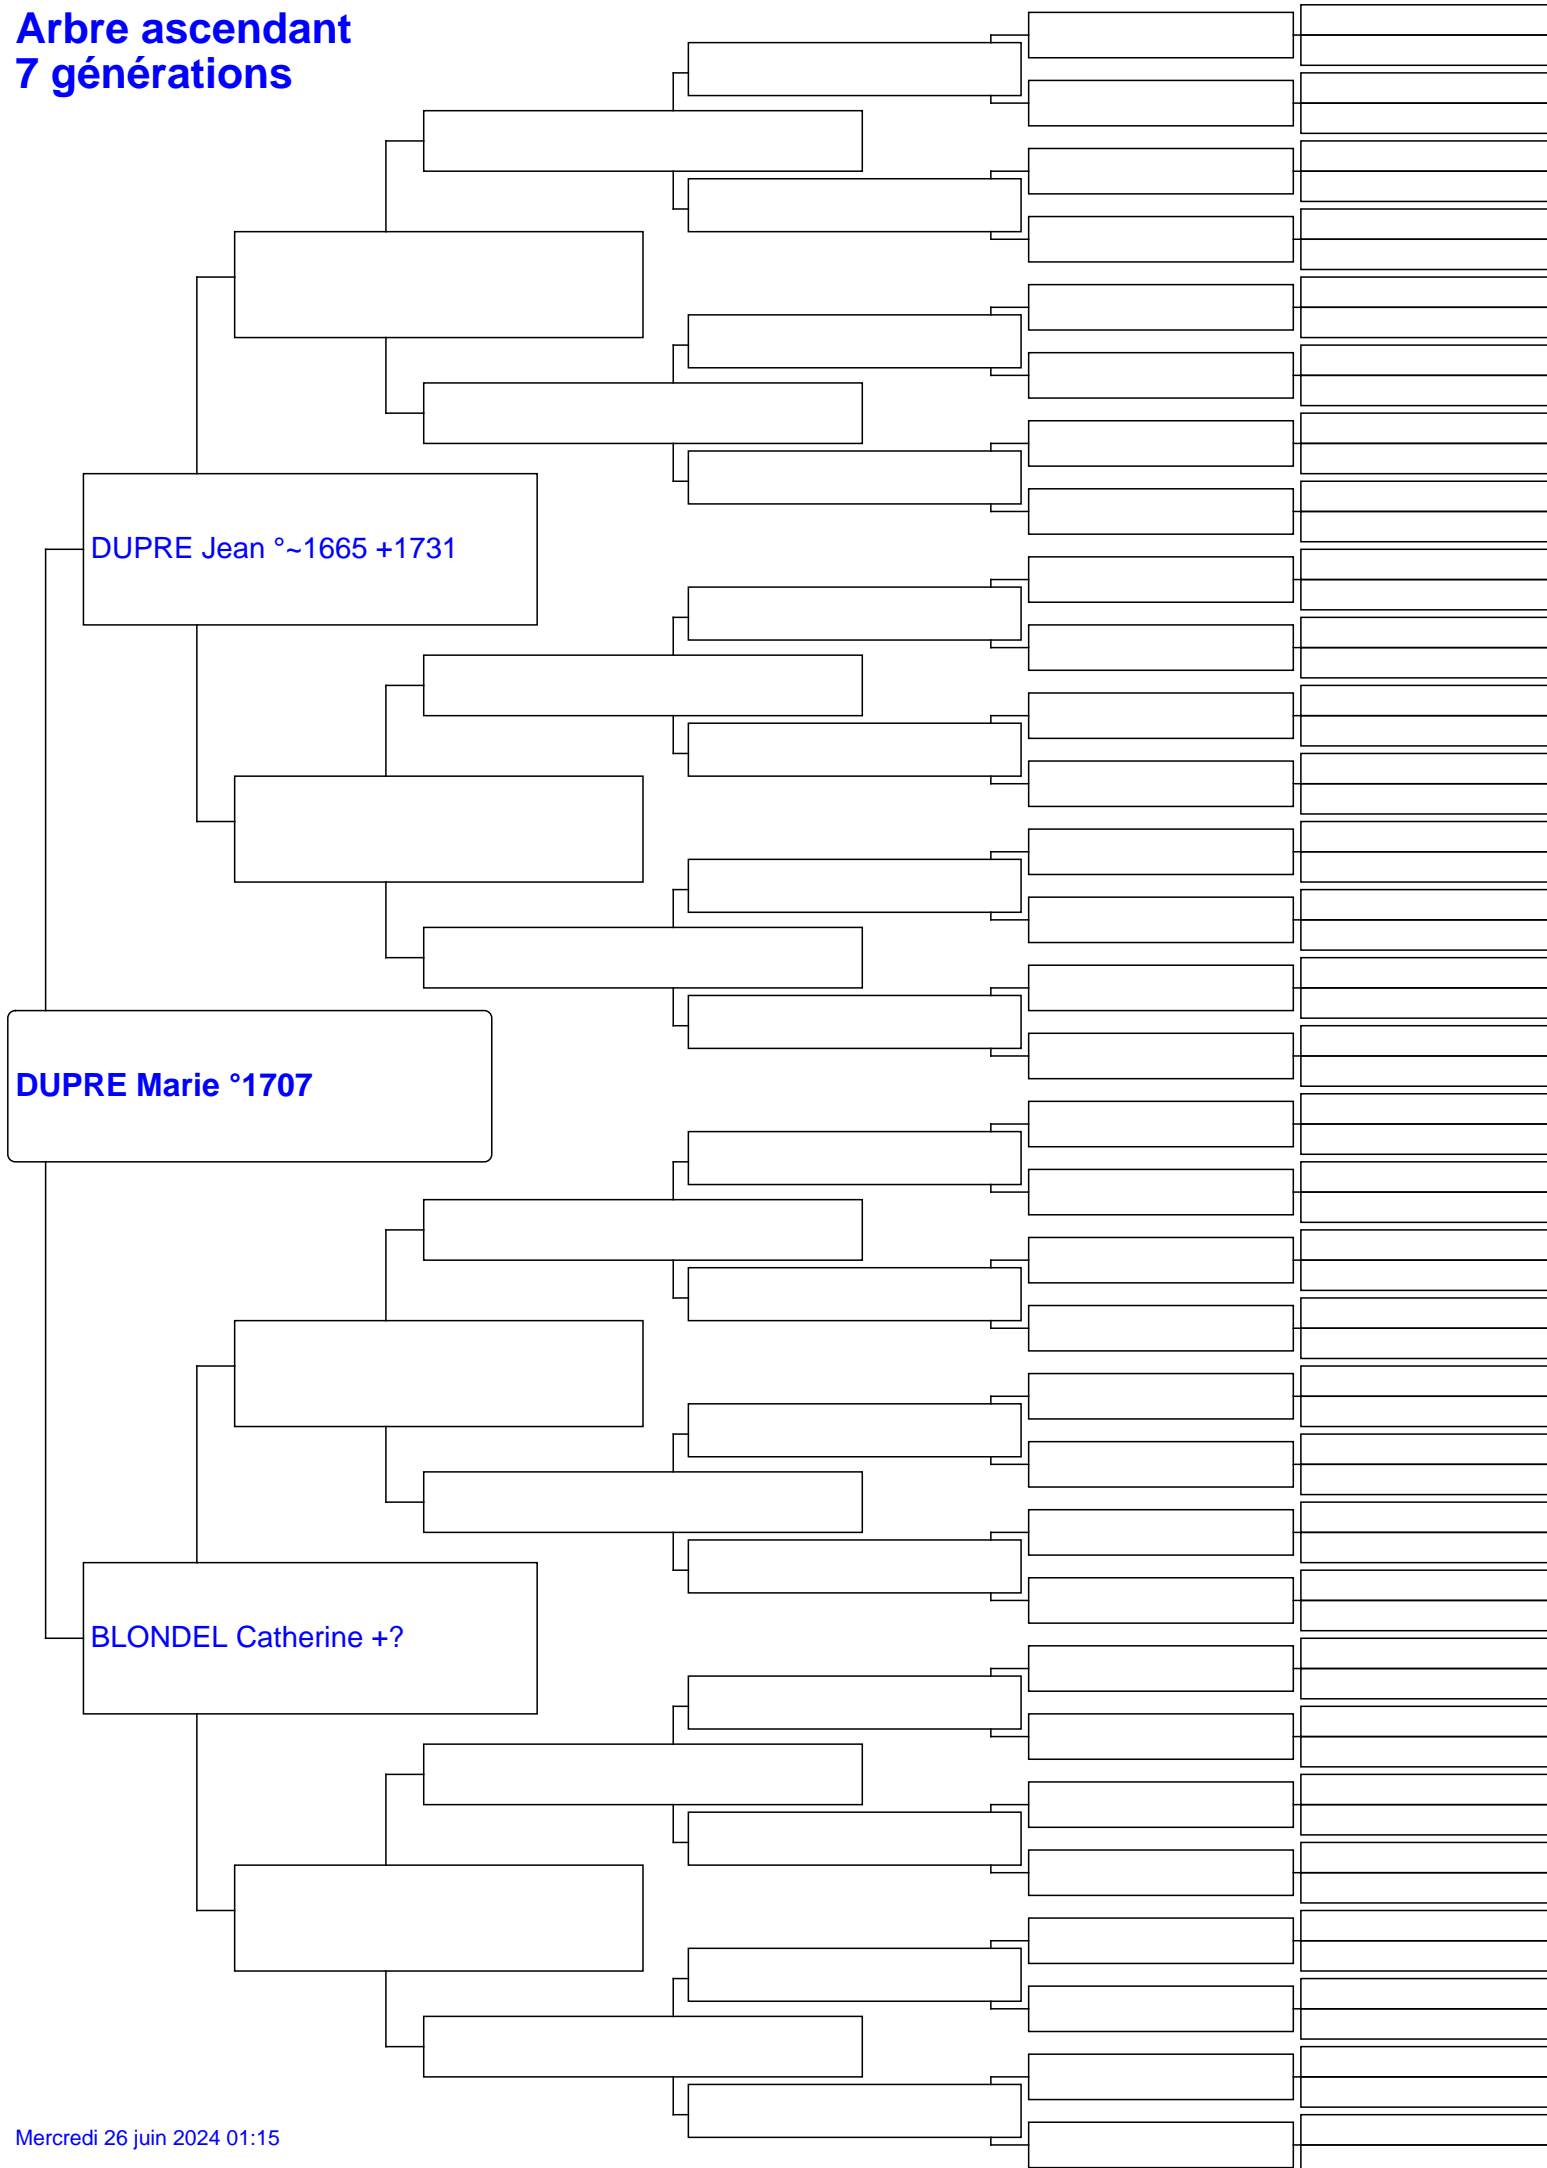 Arbre ascendant
7 générations
DUPRE Jean °~1665 +1731
DUPRE Marie °1707
BLONDEL Catherine +?
Mercredi 26 juin 2024 01:15